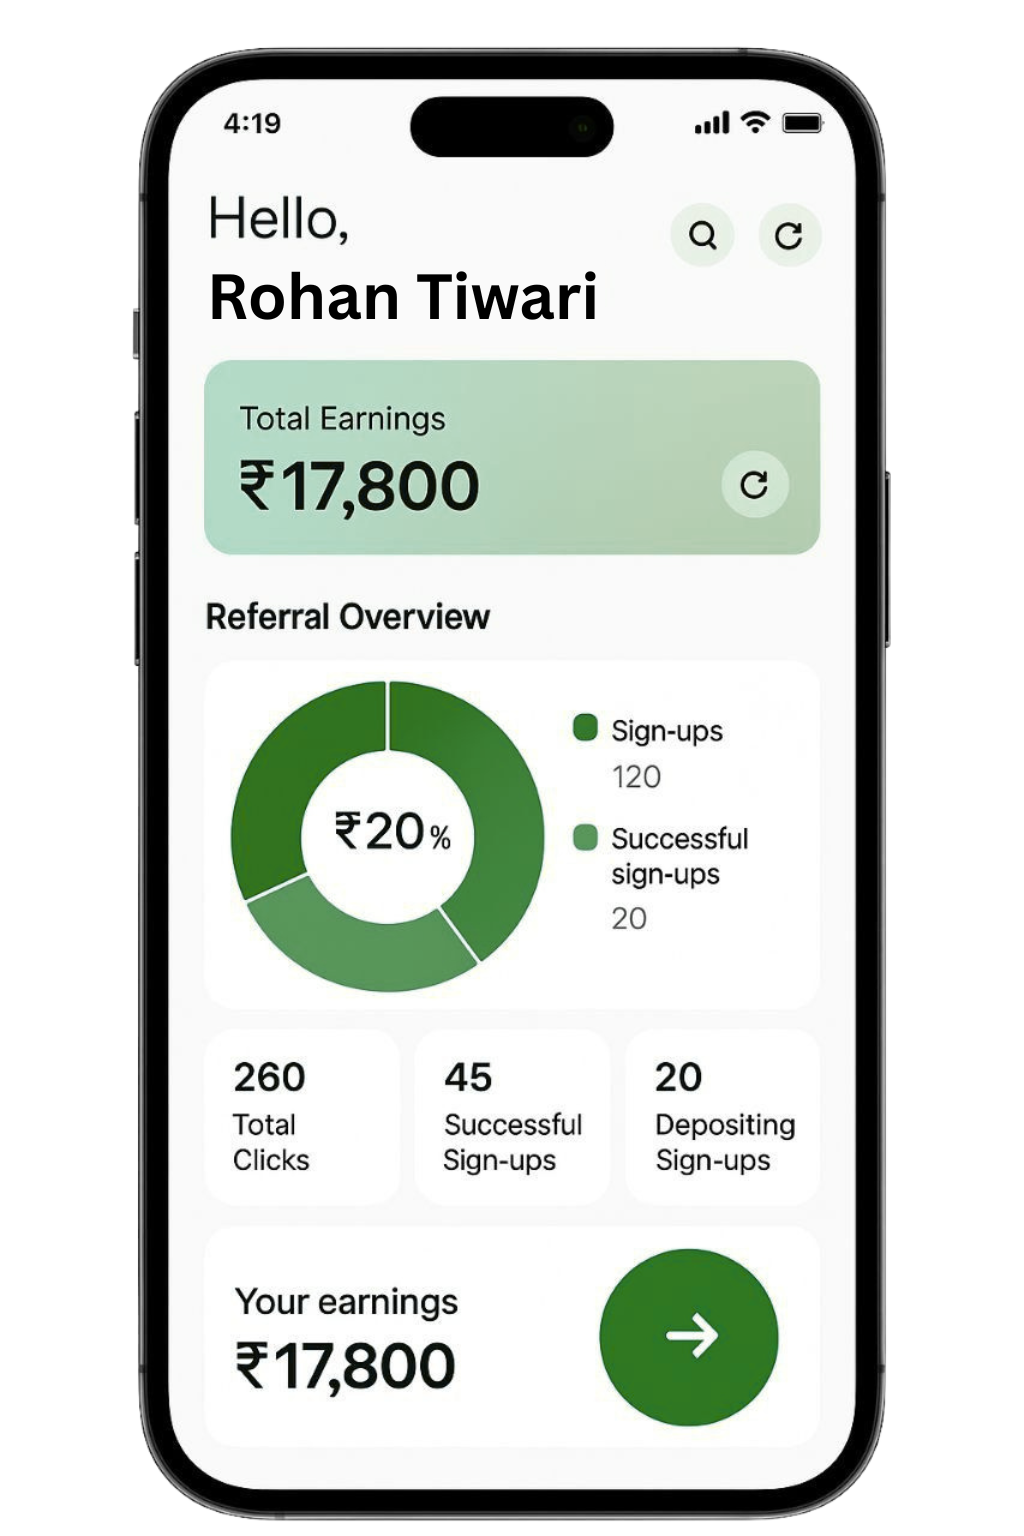 4:19
Hello,
Rohan Tiwari
Total Earnings
₹17,800
Referral Overview
₹20%
Sign-ups
120
Successful
sign-ups
20
260
Total
Clicks
45
Successful
Sign-ups
20
Depositing
Sign-ups
Your earnings
₹17,800